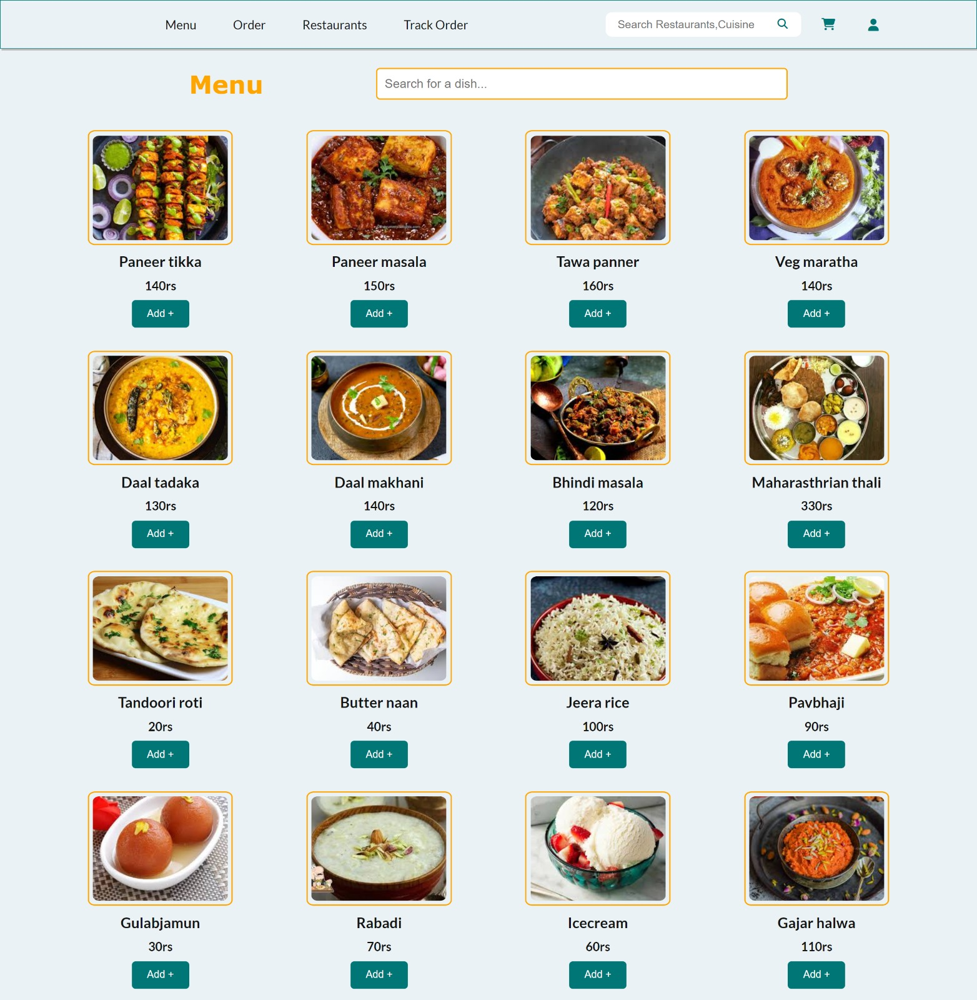 Menu Order Restaurants Track Order Search Restaurants,Cuisine
Menu Search for a dish...
Paneer tikka Paneer masala Tawa panner Veg maratha
140rs 150rs 160rs 140rs
Add + Add + Add + Add +
Daal tadaka Daal makhani Bhindi masala Maharasthrian thali
130rs 140rs 120rs 330rs
Add + Add + Add + Add +
Tandoori roti Butter naan Jeera rice Pavbhaji
20rs 40rs 100rs 90rs
Add + Add + Add + Add +
Gulabjamun Rabadi Icecream Gajar halwa
30rs 70rs 60rs 110rs
Add + Add + Add + Add +